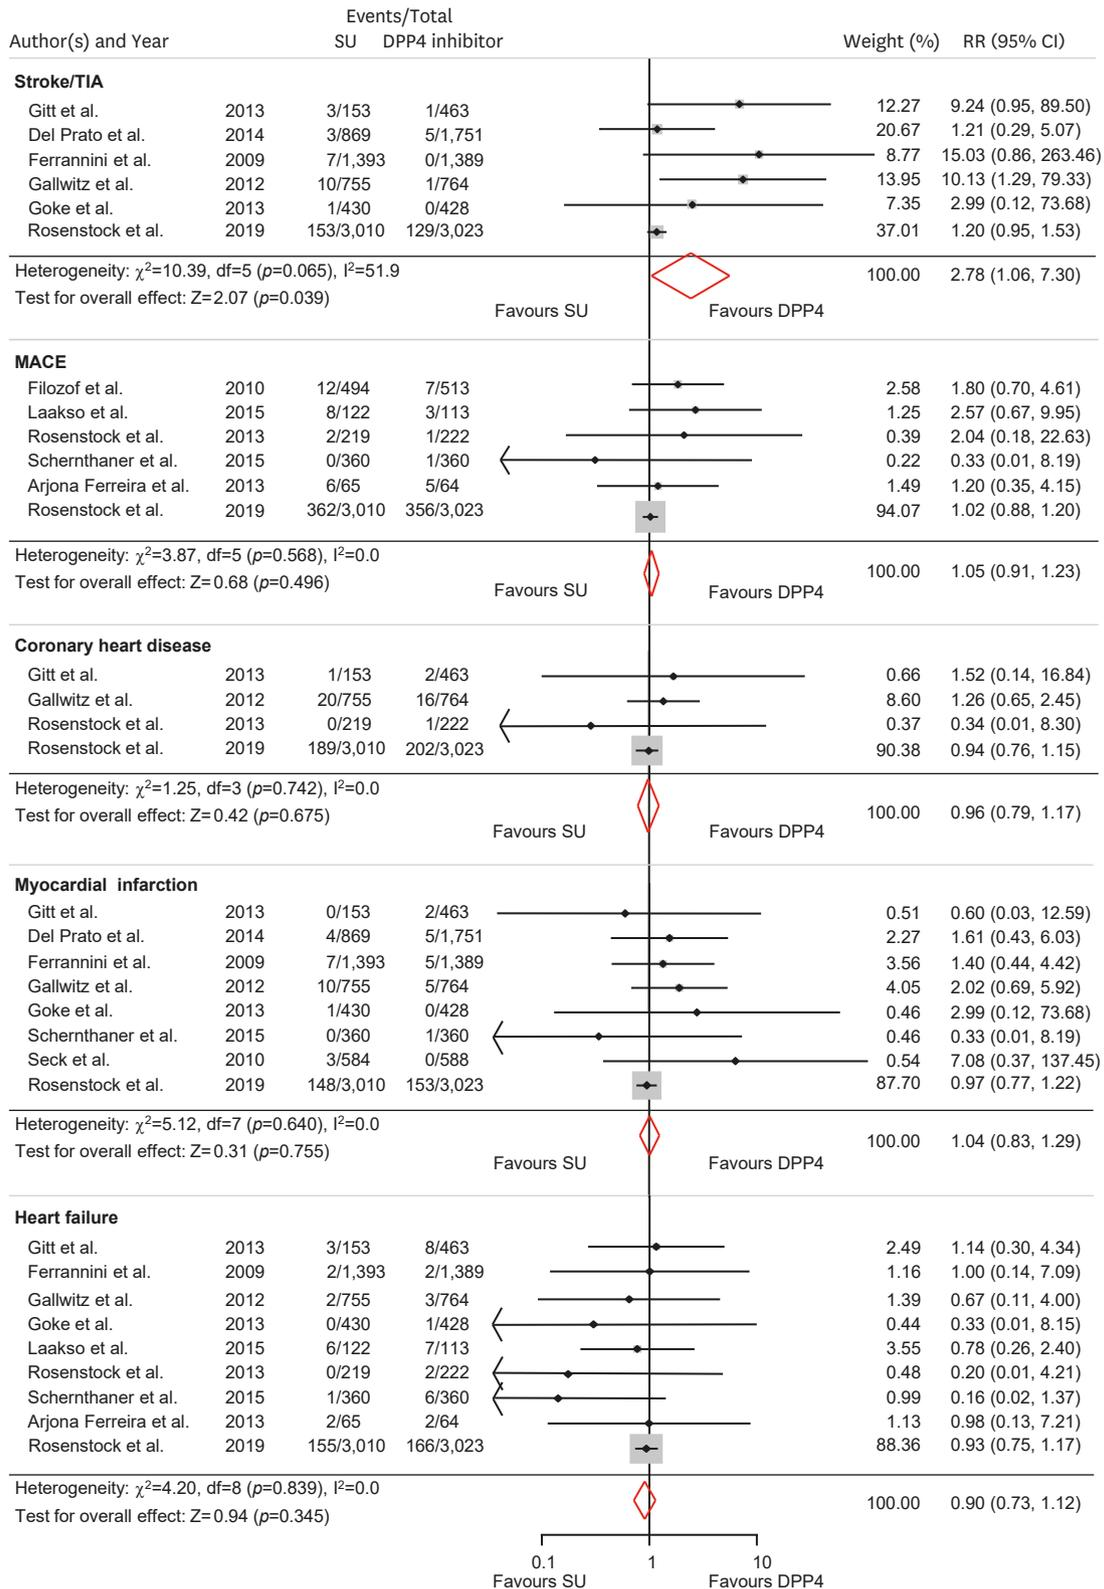 Events/Total
Author(s) and Year SU DPP4 inhibitor Weight (%) RR (95% CI)
Stroke/TIA
Gitt et al. 2013 3/153 1/463 12.27 9.24 (0.95, 89.50)
Del Prato et al. 2014 3/869 5/1,751 20.67 1.21 (0.29, 5.07)
Ferrannini et al. 2009 7/1,393 0/1,389 8.77 15.03 (0.86, 263.46)
Gallwitz et al. 2012 10/755 1/764 13.95 10.13 (1.29, 79.33)
Goke et al. 2013 1/430 0/428 7.35 2.99 (0.12, 73.68)
Rosenstock et al. 2019 153/3,010 129/3,023 37.01 1.20 (0.95, 1.53)
Heterogeneity: χ²=10.39, df=5 (p=0.065), I²=51.9 100.00 2.78 (1.06, 7.30)
Test for overall effect: Z=2.07 (p=0.039)
Favours SU Favours DPP4
MACE
Filozof et al. 2010 12/494 7/513 2.58 1.80 (0.70, 4.61)
Laakso et al. 2015 8/122 3/113 1.25 2.57 (0.67, 9.95)
Rosenstock et al. 2013 2/219 1/222 0.39 2.04 (0.18, 22.63)
Schernthaner et al. 2015 0/360 1/360 0.22 0.33 (0.01, 8.19)
Arjona Ferreira et al. 2013 6/65 5/64 1.49 1.20 (0.35, 4.15)
Rosenstock et al. 2019 362/3,010 356/3,023 94.07 1.02 (0.88, 1.20)
Heterogeneity: χ²=3.87, df=5 (p=0.568), I²=0.0 100.00 1.05 (0.91, 1.23)
Test for overall effect: Z=0.68 (p=0.496)
Favours SU Favours DPP4
Coronary heart disease
Gitt et al. 2013 1/153 2/463 0.66 1.52 (0.14, 16.84)
Gallwitz et al. 2012 20/755 16/764 8.60 1.26 (0.65, 2.45)
Rosenstock et al. 2013 0/219 1/222 0.37 0.34 (0.01, 8.30)
Rosenstock et al. 2019 189/3,010 202/3,023 90.38 0.94 (0.76, 1.15)
Heterogeneity: χ²=1.25, df=3 (p=0.742), I²=0.0 100.00 0.96 (0.79, 1.17)
Test for overall effect: Z=0.42 (p=0.675)
Favours SU Favours DPP4
Myocardial infarction
Gitt et al. 2013 0/153 2/463 0.51 0.60 (0.03, 12.59)
Del Prato et al. 2014 4/869 5/1,751 2.27 1.61 (0.43, 6.03)
Ferrannini et al. 2009 7/1,393 5/1,389 3.56 1.40 (0.44, 4.42)
Gallwitz et al. 2012 10/755 5/764 4.05 2.02 (0.69, 5.92)
Goke et al. 2013 1/430 0/428 0.46 2.99 (0.12, 73.68)
Schernthaner et al. 2015 0/360 1/360 0.46 0.33 (0.01, 8.19)
Seck et al. 2010 3/584 0/588 0.54 7.08 (0.37, 137.45)
Rosenstock et al. 2019 148/3,010 153/3,023 87.70 0.97 (0.77, 1.22)
Heterogeneity: χ²=5.12, df=7 (p=0.640), I²=0.0 100.00 1.04 (0.83, 1.29)
Test for overall effect: Z=0.31 (p=0.755)
Favours SU Favours DPP4
Heart failure
Gitt et al. 2013 3/153 8/463 2.49 1.14 (0.30, 4.34)
Ferrannini et al. 2009 2/1,393 2/1,389 1.16 1.00 (0.14, 7.09)
Gallwitz et al. 2012 2/755 3/764 1.39 0.67 (0.11, 4.00)
Goke et al. 2013 0/430 1/428 0.44 0.33 (0.01, 8.15)
Laakso et al. 2015 6/122 7/113 3.55 0.78 (0.26, 2.40)
Rosenstock et al. 2013 0/219 2/222 0.48 0.20 (0.01, 4.21)
Schernthaner et al. 2015 1/360 6/360 0.99 0.16 (0.02, 1.37)
Arjona Ferreira et al. 2013 2/65 2/64 1.13 0.98 (0.13, 7.21)
Rosenstock et al. 2019 155/3,010 166/3,023 88.36 0.93 (0.75, 1.17)
Heterogeneity: χ²=4.20, df=8 (p=0.839), I²=0.0 100.00 0.90 (0.73, 1.12)
Test for overall effect: Z=0.94 (p=0.345)
0.1 1 10
Favours SU Favours DPP4